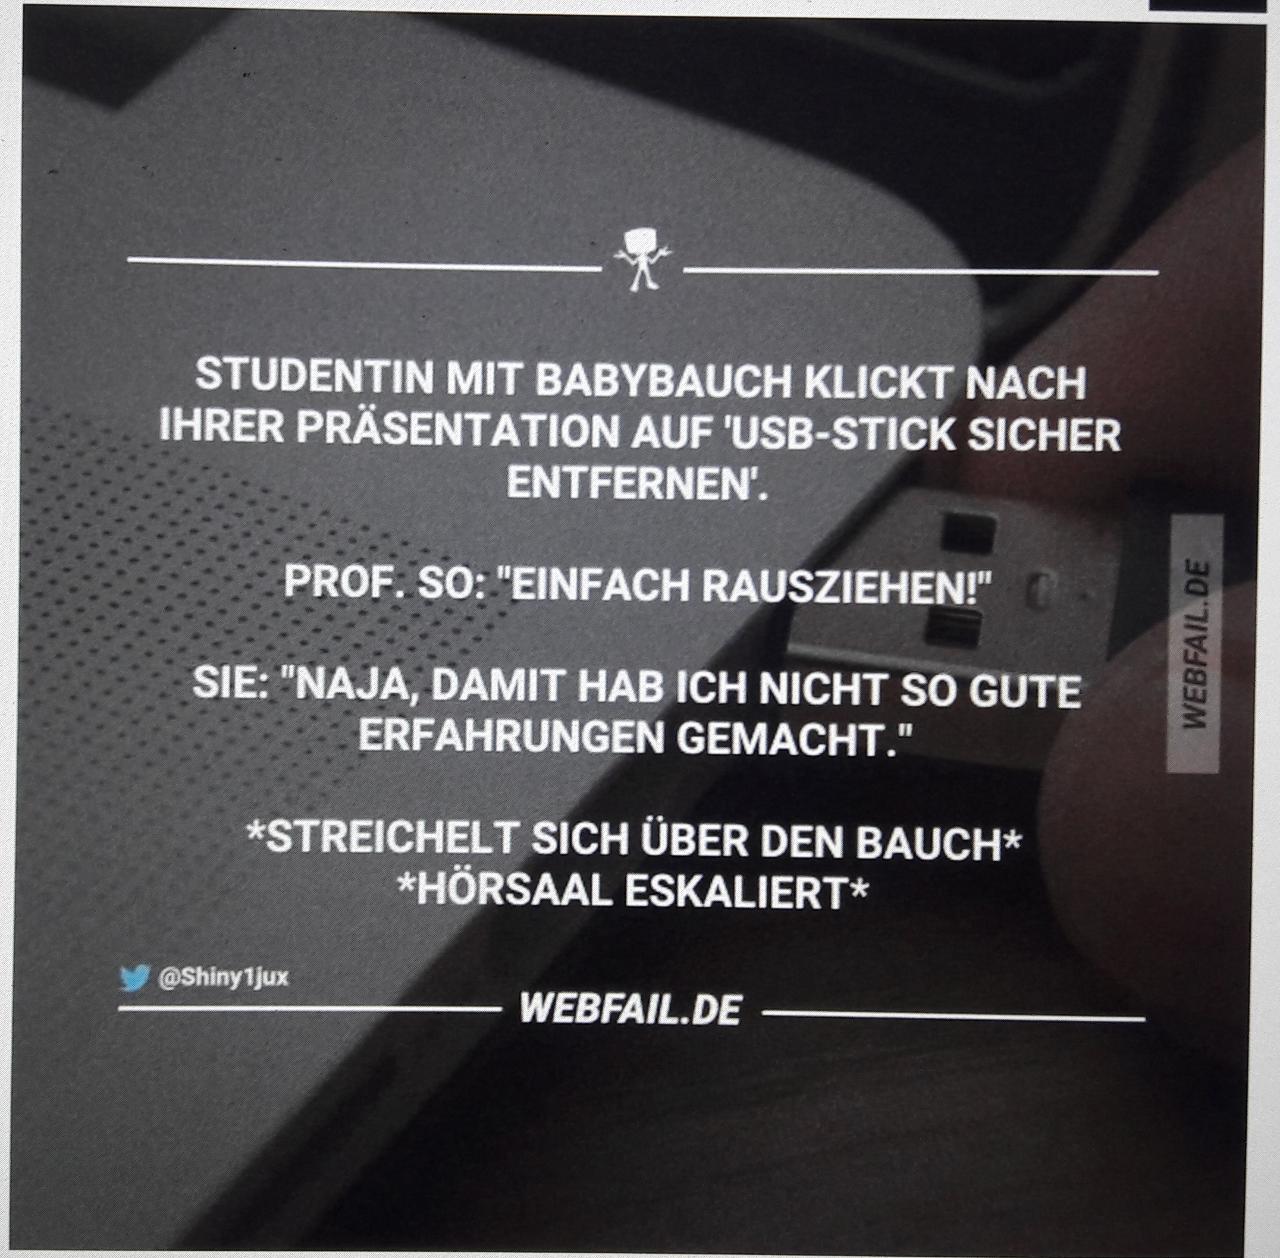 STUDENTIN MIT BABYBAUCH KLICKT NACH
IHRER PRÄSENTATION AUF 'USB-STICK SICHER
ENTFERNEN'.
PROF. SO: "EINFACH RAUSZIEHEN!"
SIE: "NAJA, DAMIT HAB ICH NICHT SO GUTE
ERFAHRUNGEN GEMACHT."
*STREICHELT SICH ÜBER DEN BAUCH*
*HÖRSAAL ESKALIERT*
@Shiny1jux
WEBFAIL.DE
WEBFAIL.DE